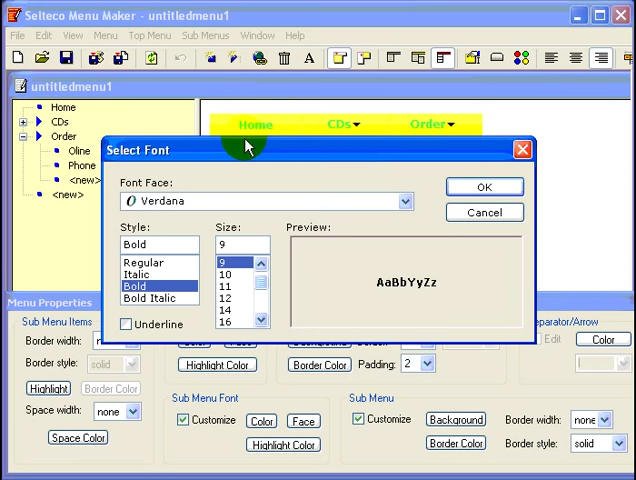 Selteco Menu Maker - untitledmenu1
File Edit View Menu Top Menu Sub Menus Window Help
A
untitledmenu1
Home
CDs
Order
Oline
Phone
<new>
<new>
Home CDs Order
Select Font
Font Face:
Verdana
OK
Cancel
Style: Size: Preview:
Bold 9
Regular
Italic
Bold
Bold Italic
9
10
11
12
14
16
AaBbYyZz
Underline
Menu Properties
Sub Menu Items
Border width:
Border style: solid
Highlight Border Color
Space width: none
Space Color
Highlight Color
Border Color
Padding: 2
Separator/Arrow
Edit Color
Sub Menu Font
Customize Color Face
Highlight Color
Sub Menu
Customize Background Border width: none
Border Color Border style: solid